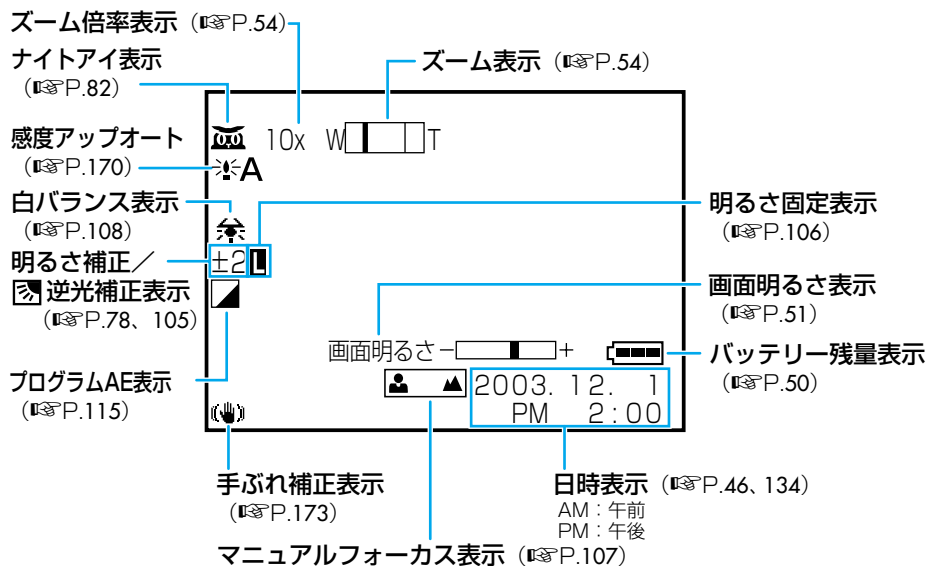 ズーム倍率表示（☞P.54）
ナイトアイ表示
（☞P.82）
ズーム表示（☞P.54）
感度アップオート
（☞P.170）
白バランス表示
（☞P.108）
明るさ補正／
逆光補正表示
（☞P.78、105）
プログラムAE表示
（☞P.115）
10x W T
A
±2 L
画面明るさ − +
2003. 12. 1
PM 2:00
明るさ固定表示
（☞P.106）
画面明るさ表示
（☞P.51）
バッテリー残量表示
（☞P.50）
手ぶれ補正表示
（☞P.173）
日時表示（☞P.46、134）
AM：午前
PM：午後
マニュアルフォーカス表示（☞P.107）